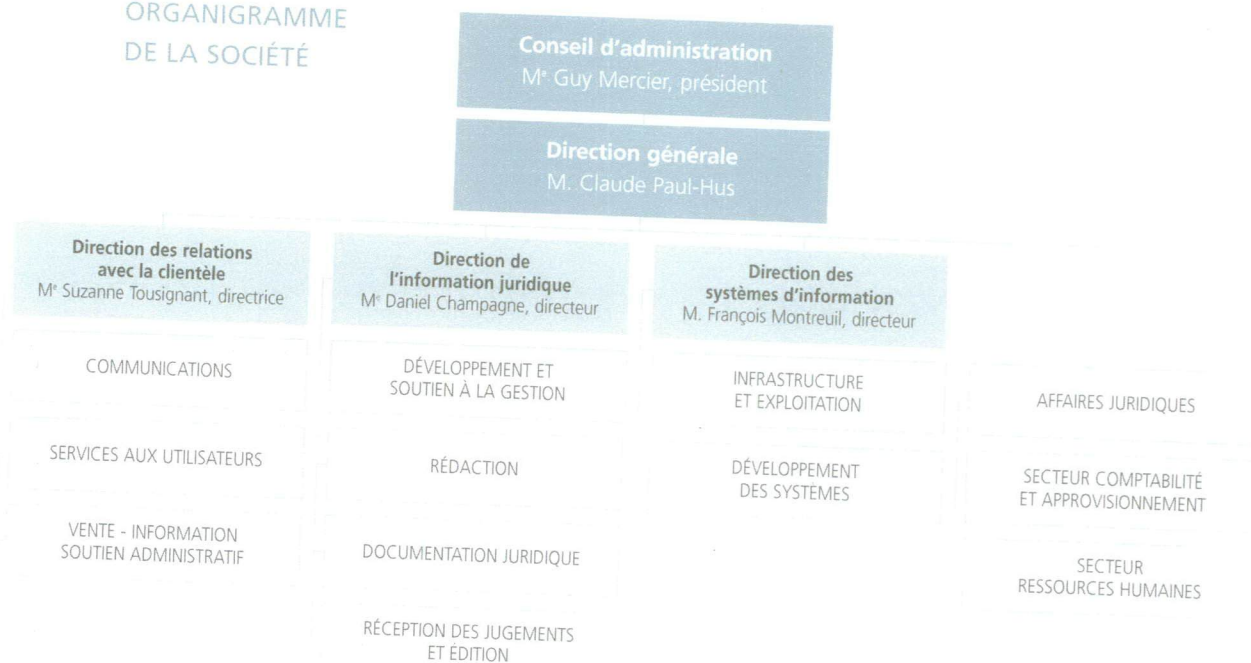 ORGANIGRAMME
DE LA SOCIÉTÉ
Conseil d'administration
Mᵉ Guy Mercier, président
Direction générale
M. Claude Paul-Hus
Direction des relations
avec la clientèle
Mᵉ Suzanne Tousignant, directrice
COMMUNICATIONS
SERVICES AUX UTILISATEURS
VENTE - INFORMATION
SOUTIEN ADMINISTRATIF
Direction de
l'information juridique
Mᵉ Daniel Champagne, directeur
DÉVELOPPEMENT ET
SOUTIEN À LA GESTION
RÉDACTION
DOCUMENTATION JURIDIQUE
RÉCEPTION DES JUGEMENTS
ET ÉDITION
Direction des
systèmes d'information
M. François Montreuil, directeur
INFRASTRUCTURE
ET EXPLOITATION
DÉVELOPPEMENT
DES SYSTÈMES
AFFAIRES JURIDIQUES
SECTEUR COMPTABILITÉ
ET APPROVISIONNEMENT
SECTEUR
RESSOURCES HUMAINES